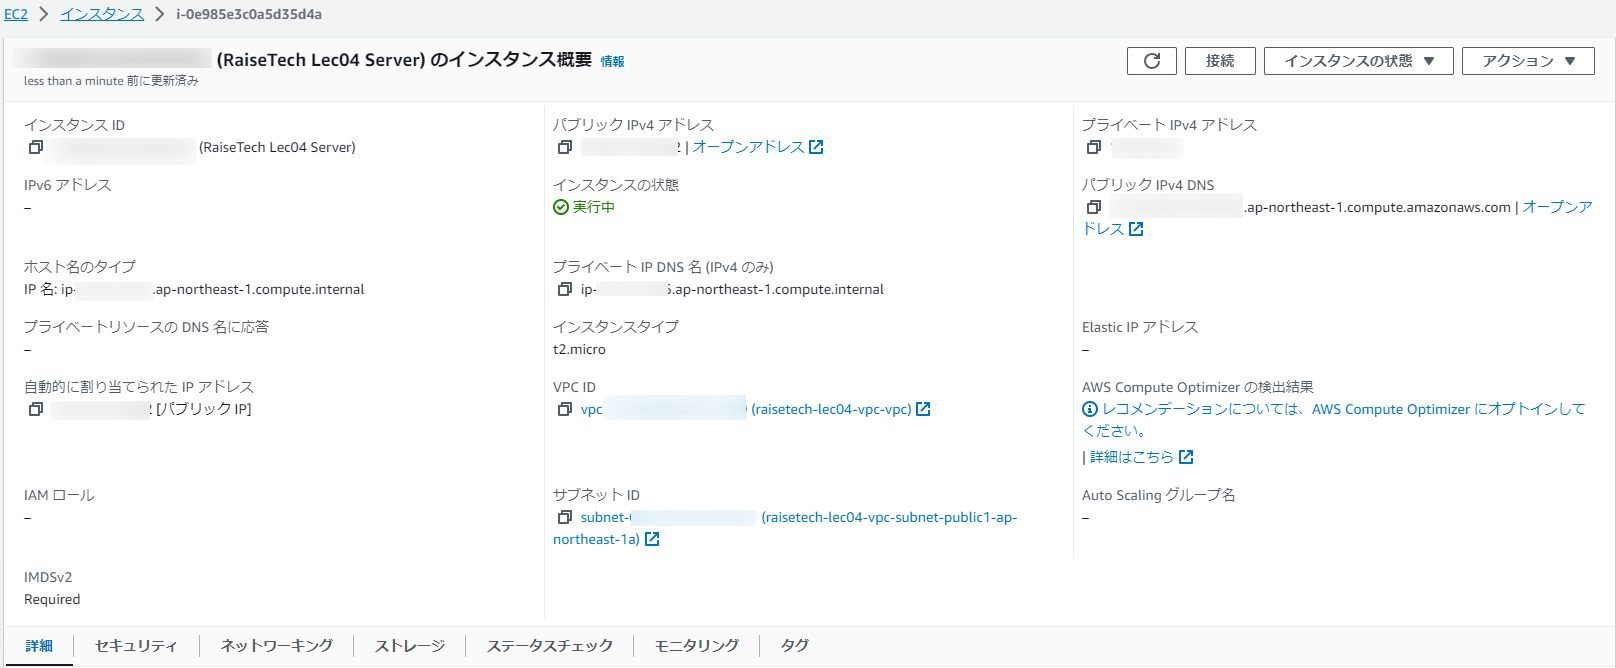 EC2 > インスタンス > i-0e985e3c0a5d35d4a
(RaiseTech Lec04 Server) のインスタンス概要 情報
less than a minute 前に更新済み
接続
インスタンスの状態 ▼
アクション ▼
インスタンス ID
(RaiseTech Lec04 Server)
パブリック IPv4 アドレス
2 | オープンアドレス
プライベート IPv4 アドレス
IPv6 アドレス
–
インスタンスの状態
実行中
パブリック IPv4 DNS
.ap-northeast-1.compute.amazonaws.com | オープンア
ドレス
ホスト名のタイプ
IP 名: ip- .ap-northeast-1.compute.internal
プライベート IP DNS 名 (IPv4 のみ)
ip- .ap-northeast-1.compute.internal
プライベートリソースの DNS 名に応答
–
インスタンスタイプ
t2.micro
Elastic IP アドレス
–
自動的に割り当てられた IP アドレス
[パブリック IP]
VPC ID
vpc (raisetech-lec04-vpc-vpc)
AWS Compute Optimizer の検出結果
レコメンデーションについては、AWS Compute Optimizer にオプトインして
ください。
| 詳細はこちら
IAM ロール
–
サブネット ID
subnet- (raisetech-lec04-vpc-subnet-public1-ap-
northeast-1a)
Auto Scaling グループ名
–
IMDSv2
Required
詳細
セキュリティ
ネットワーキング
ストレージ
ステータスチェック
モニタリング
タグ